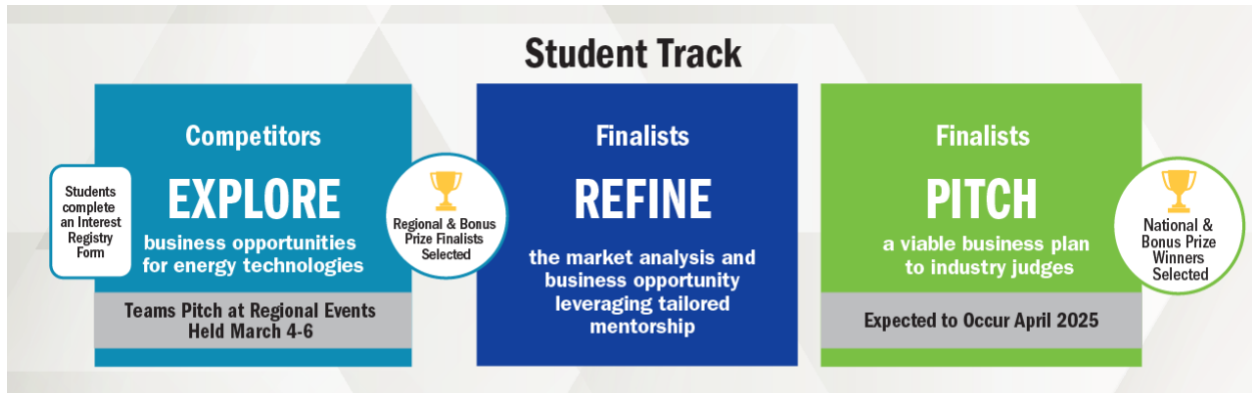 Student Track
Students
complete
an Interest
Registry
Form
Competitors
EXPLORE
business opportunities
for energy technologies
Teams Pitch at Regional Events
Held March 4-6
Regional & Bonus
Prize Finalists
Selected
Finalists
REFINE
the market analysis and
business opportunity
leveraging tailored
mentorship
Finalists
PITCH
a viable business plan
to industry judges
Expected to Occur April 2025
National &
Bonus Prize
Winners
Selected